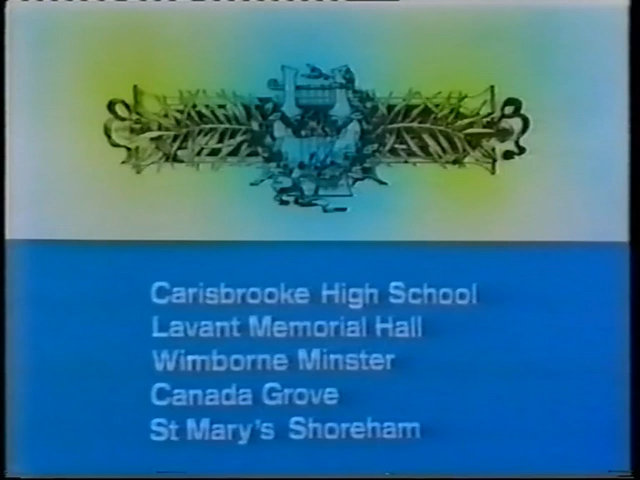 Carisbrooke High School
Lavant Memorial Hall
Wimborne Minster
Canada Grove
St Mary's Shoreham